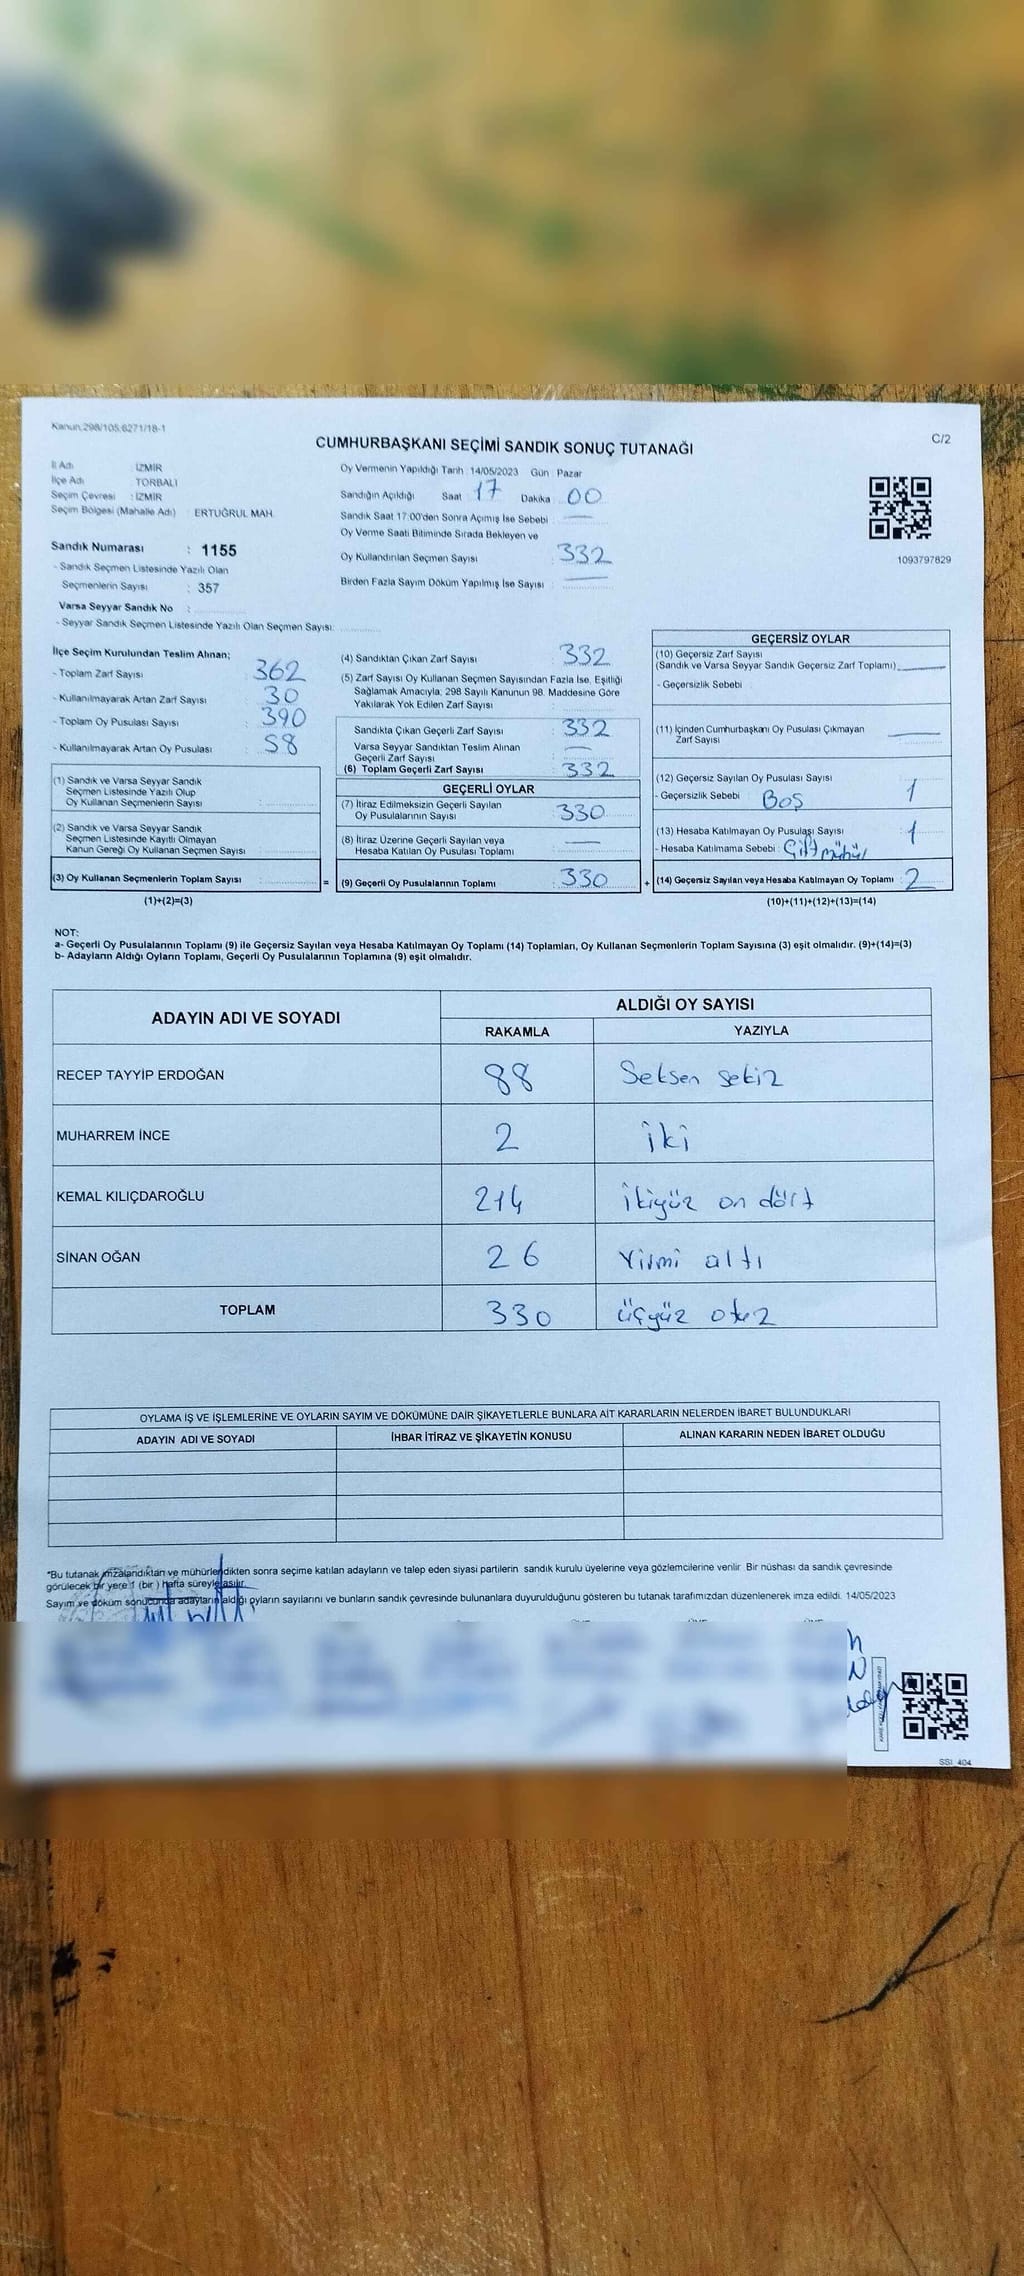 Kanun:298/105,6271/18-1
C/2
CUMHURBAŞKANI SEÇİMİ SANDIK SONUÇ TUTANAĞI
İl Adı : İZMİR
İlçe Adı : TORBALI
Seçim Çevresi : İZMİR
Seçim Bölgesi (Mahalle Adı) : ERTUĞRUL MAH.
Sandık Numarası : 1155
- Sandık Seçmen Listesinde Yazılı Olan
Seçmenlerin Sayısı : 357
Varsa Seyyar Sandık No :
- Seyyar Sandık Seçmen Listesinde Yazılı Olan Seçmen Sayısı:
Oy Vermenin Yapıldığı Tarih :14/05/2023 Gün : Pazar
Sandığın Açıldığı Saat : 17 Dakika : 00
Sandık Saat 17:00'den Sonra Açımış İse Sebebi :
Oy Verme Saati Bitiminde Sırada Bekleyen ve
Oy Kullandırılan Seçmen Sayısı : 332
Birden Fazla Sayım Döküm Yapılmış İse Sayısı :
1093797829
İlçe Seçim Kurulundan Teslim Alınan;
- Toplam Zarf Sayısı : 362
- Kullanılmayarak Artan Zarf Sayısı : 30
- Toplam Oy Pusulası Sayısı : 390
- Kullanılmayarak Artan Oy Pusulası : 58
(1) Sandık ve Varsa Seyyar Sandık
Seçmen Listesinde Yazılı Olup
Oy Kullanan Seçmenlerin Sayısı :
(2) Sandık ve Varsa Seyyar Sandık
Seçmen Listesinde Kayıtlı Olmayan
Kanun Gereği Oy Kullanan Seçmen Sayısı :
(3) Oy Kullanan Seçmenlerin Toplam Sayısı :
(1)+(2)=(3)
(4) Sandıktan Çıkan Zarf Sayısı : 332
(5) Zarf Sayısı Oy Kullanan Seçmen Sayısından Fazla İse, Eşitliği
Sağlamak Amacıyla, 298 Sayılı Kanunun 98. Maddesine Göre
Yakılarak Yok Edilen Zarf Sayısı :
Sandıkta Çıkan Geçerli Zarf Sayısı : 332
Varsa Seyyar Sandıktan Teslim Alınan
Geçerli Zarf Sayısı :
(6) Toplam Geçerli Zarf Sayısı : 332
GEÇERLİ OYLAR
(7) İtiraz Edilmeksizin Geçerli Sayılan
Oy Pusulalarının Sayısı : 330
(8) İtiraz Üzerine Geçerli Sayılan veya
Hesaba Katılan Oy Pusulası Toplamı :
= (9) Geçerli Oy Pusulalarının Toplamı : 330
GEÇERSİZ OYLAR
(10) Geçersiz Zarf Sayısı
(Sandık ve Varsa Seyyar Sandık Geçersiz Zarf Toplamı):
- Geçersizlik Sebebi :
(11) İçinden Cumhurbaşkanı Oy Pusulası Çıkmayan
Zarf Sayısı :
(12) Geçersiz Sayılan Oy Pusulası Sayısı : 1
- Geçersizlik Sebebi : Boş
(13) Hesaba Katılmayan Oy Pusulası Sayısı : 1
- Hesaba Katılmama Sebebi : Çift mühür
+ (14) Geçersiz Sayılan veya Hesaba Katılmayan Oy Toplamı : 2
(10)+(11)+(12)+(13)=(14)
NOT:
a- Geçerli Oy Pusulalarının Toplamı (9) ile Geçersiz Sayılan veya Hesaba Katılmayan Oy Toplamı (14) Toplamları, Oy Kullanan Seçmenlerin Toplam Sayısına (3) eşit olmalıdır. (9)+(14)=(3)
b- Adayların Aldığı Oyların Toplamı, Geçerli Oy Pusulalarının Toplamına (9) eşit olmalıdır.
ADAYIN ADI VE SOYADI
ALDIĞI OY SAYISI
RAKAMLA YAZIYLA
RECEP TAYYİP ERDOĞAN 88 Seksen sekiz
MUHARREM İNCE 2 iki
KEMAL KILIÇDAROĞLU 214 ikiyüz on dört
SİNAN OĞAN 26 Yirmi altı
TOPLAM 330 üçyüz otuz
OYLAMA İŞ VE İŞLEMLERİNE VE OYLARIN SAYIM VE DÖKÜMÜNE DAİR ŞİKAYETLERLE BUNLARA AİT KARARLARIN NELERDEN İBARET BULUNDUKLARI
ADAYIN ADI VE SOYADI İHBAR İTİRAZ VE ŞİKAYETİN KONUSU ALINAN KARARIN NEDEN İBARET OLDUĞU
*Bu tutanak imzalandıktan ve mühürlendikten sonra seçime katılan adayların ve talep eden siyasi partilerin sandık kurulu üyelerine veya gözlemcilerine verilir. Bir nüshası da sandık çevresinde
görülecek bir yere 1 (bir ) hafta süreyle asılır.
Sayım ve döküm sonucunda adayların aldığı oyların sayılarını ve bunların sandık çevresinde bulunanlara duyurulduğunu gösteren bu tutanak tarafımızdan düzenlenerek imza edildi. 14/05/2023
SSI_404